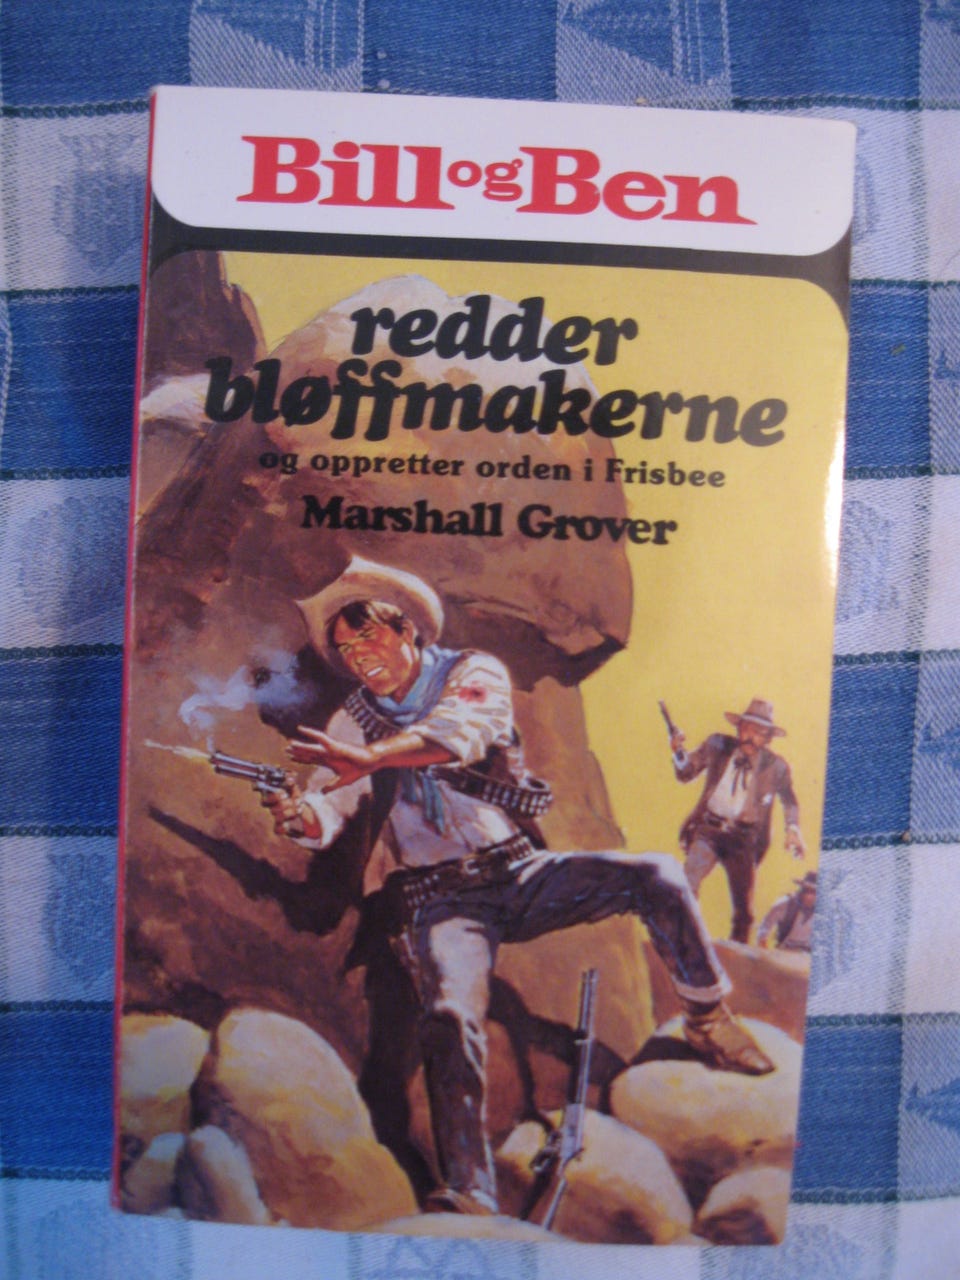 Bill og Ben
redder
bløffmakerne
og oppretter orden i Frisbee
Marshall Grover